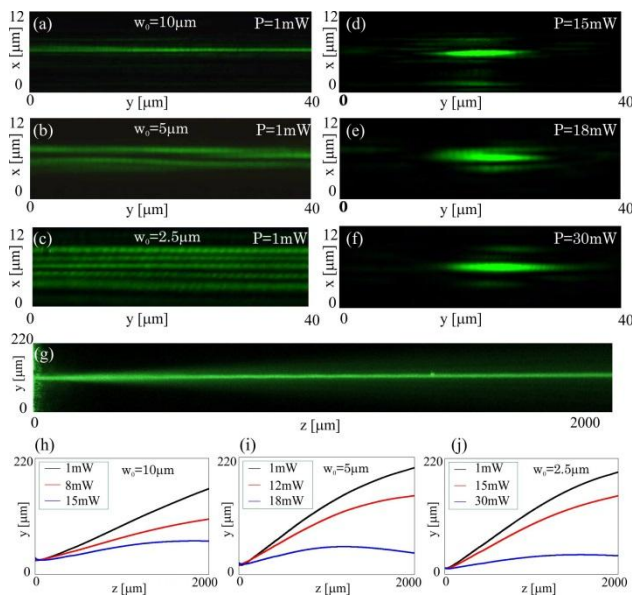 (a) w₀=10μm P=1mW
x [μm] 12 0
0 y [μm] 40
(d) P=15mW
x [μm] 12 0
0 y [μm] 40
(b) w₀=5μm P=1mW
x [μm] 12 0
0 y [μm] 40
(e) P=18mW
x [μm] 12 0
0 y [μm] 40
(c) w₀=2.5μm P=1mW
x [μm] 12 0
0 y [μm] 40
(f) P=30mW
x [μm] 12 0
0 y [μm] 40
(g)
y [μm] 220 0
0 z [μm] 2000
(h)
220
1mW w₀=10μm
8mW
15mW
y [μm]
0
0 z [μm] 2000
(i)
220
1mW w₀=5μm
12mW
18mW
y [μm]
0
0 z [μm] 2000
(j)
220
1mW w₀=2.5μm
15mW
30mW
y [μm]
0
0 z [μm] 2000